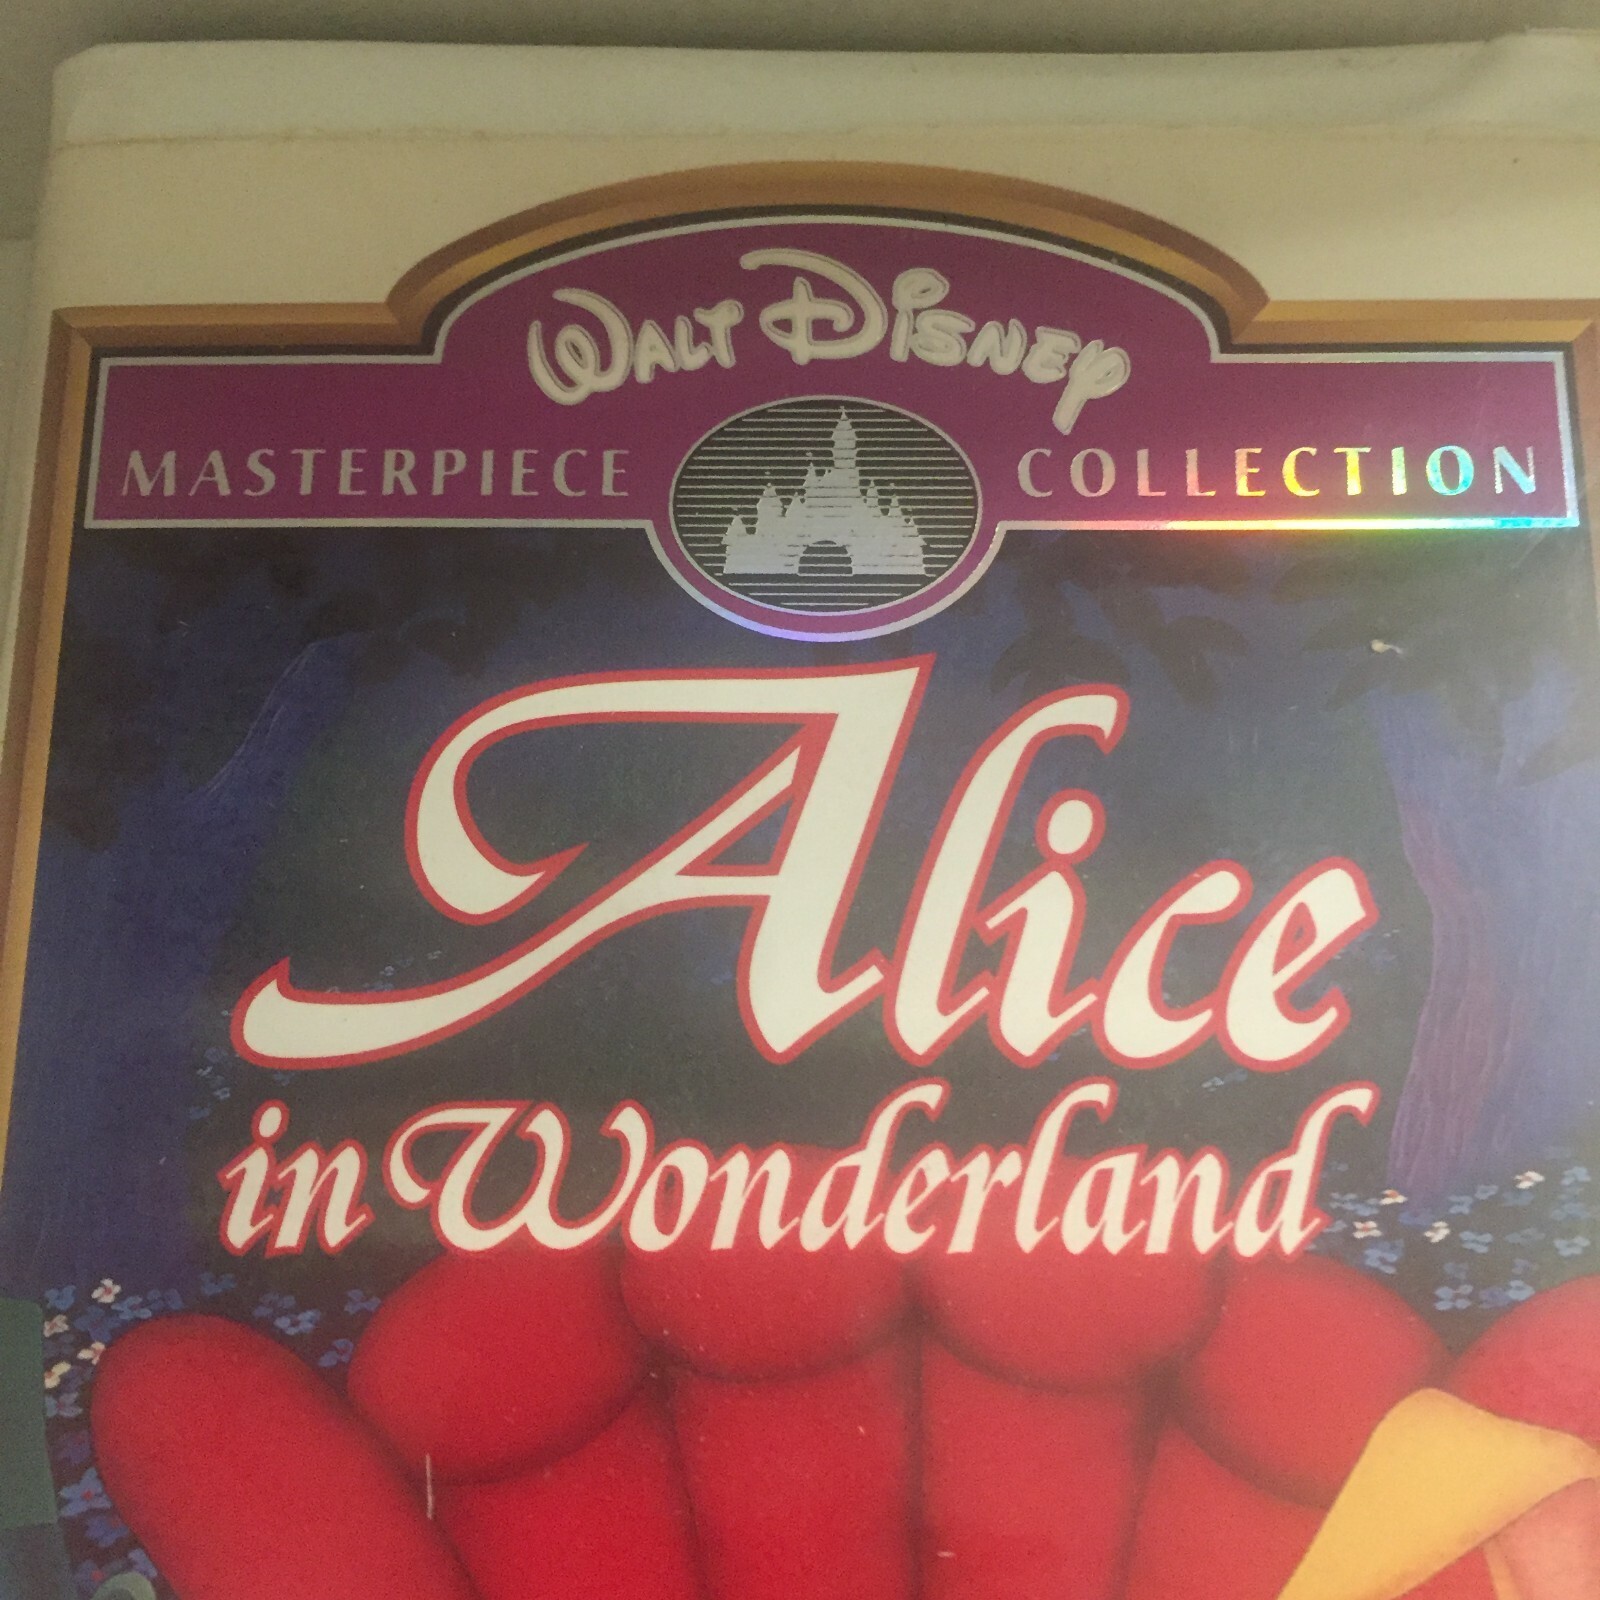 WALT DISNEY
MASTERPIECE COLLECTION
Alice
in Wonderland